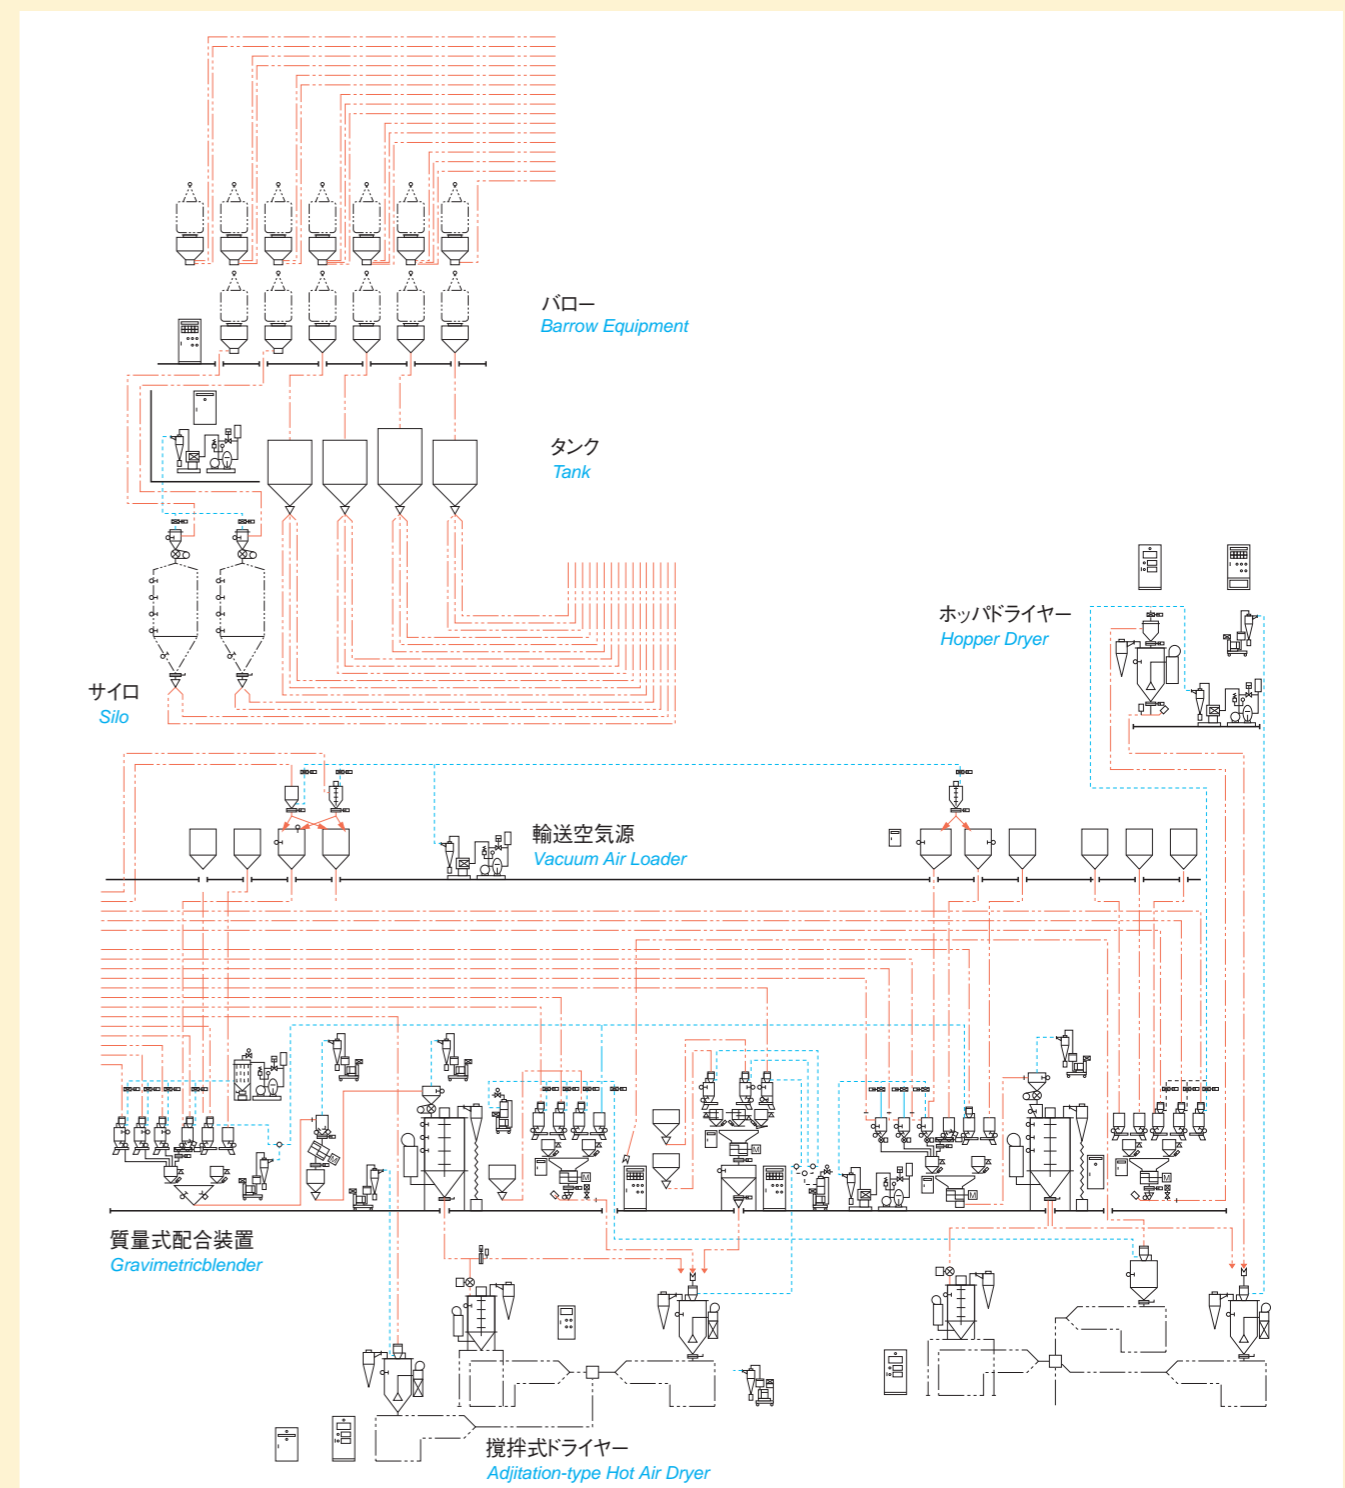 バロー
Barrow Equipment
タンク
Tank
ホッパドライヤー
Hopper Dryer
サイロ
Silo
輸送空気源
Vacuum Air Loader
質量式配合装置
Gravimetricblender
撹拌式ドライヤー
Adjitation-type Hot Air Dryer